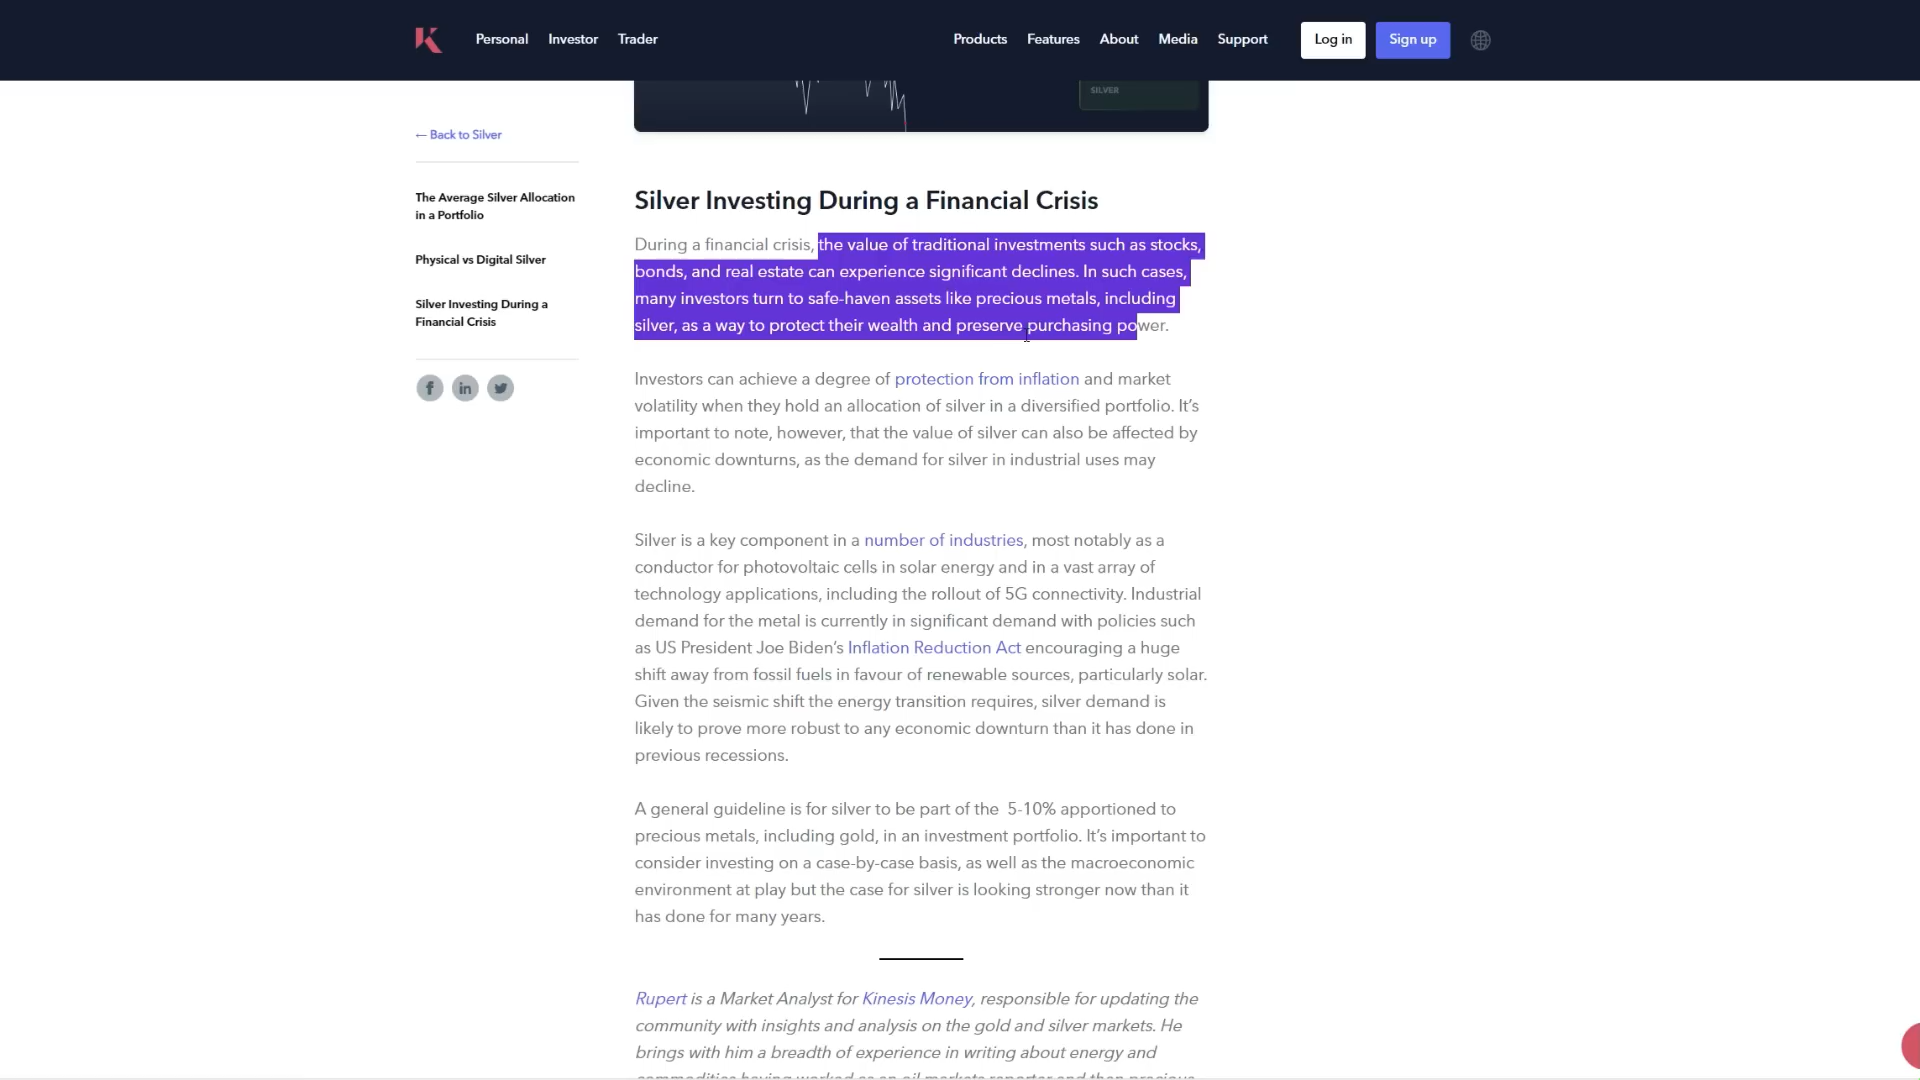 Personal Investor Trader Products Features About Media Support Log in Sign up
SILVER
← Back to Silver
The Average Silver Allocation
in a Portfolio
Physical vs Digital Silver
Silver Investing During a
Financial Crisis
Silver Investing During a Financial Crisis
During a financial crisis, the value of traditional investments such as stocks,
bonds, and real estate can experience significant declines. In such cases,
many investors turn to safe-haven assets like precious metals, including
silver, as a way to protect their wealth and preserve purchasing power.
Investors can achieve a degree of protection from inflation and market
volatility when they hold an allocation of silver in a diversified portfolio. It’s
important to note, however, that the value of silver can also be affected by
economic downturns, as the demand for silver in industrial uses may
decline.
Silver is a key component in a number of industries, most notably as a
conductor for photovoltaic cells in solar energy and in a vast array of
technology applications, including the rollout of 5G connectivity. Industrial
demand for the metal is currently in significant demand with policies such
as US President Joe Biden’s Inflation Reduction Act encouraging a huge
shift away from fossil fuels in favour of renewable sources, particularly solar.
Given the seismic shift the energy transition requires, silver demand is
likely to prove more robust to any economic downturn than it has done in
previous recessions.
A general guideline is for silver to be part of the 5-10% apportioned to
precious metals, including gold, in an investment portfolio. It’s important to
consider investing on a case-by-case basis, as well as the macroeconomic
environment at play but the case for silver is looking stronger now than it
has done for many years.
Rupert is a Market Analyst for Kinesis Money, responsible for updating the
community with insights and analysis on the gold and silver markets. He
brings with him a breadth of experience in writing about energy and
commodities having worked as an oil markets reporter and then precious